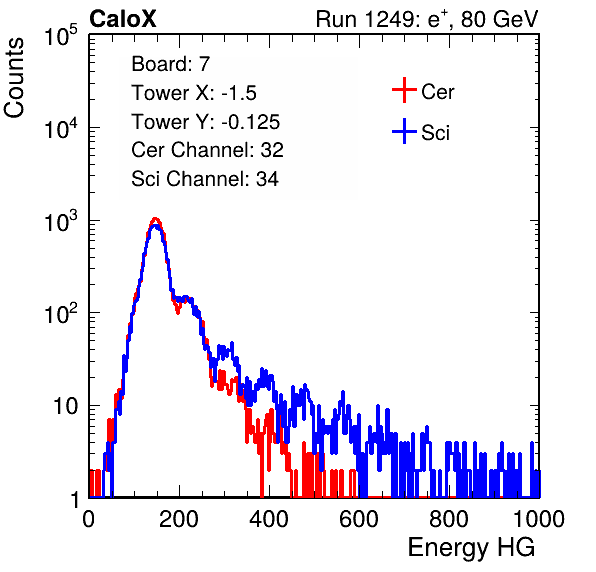 CaloX Run 1249: e⁺, 80 GeV
Counts
10⁵
10⁴
10³
10²
10
1
Board: 7
Tower X: -1.5
Tower Y: -0.125
Cer Channel: 32
Sci Channel: 34
Cer
Sci
0 200 400 600 800 1000
Energy HG